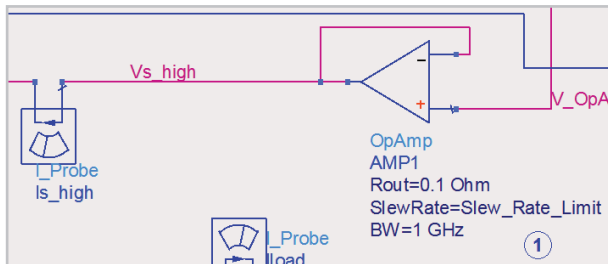 Vs_high
−
+
V_OpA
I_Probe
Is_high
OpAmp
AMP1
Rout=0.1 Ohm
SlewRate=Slew_Rate_Limit
BW=1 GHz
1
I_Probe
Iload